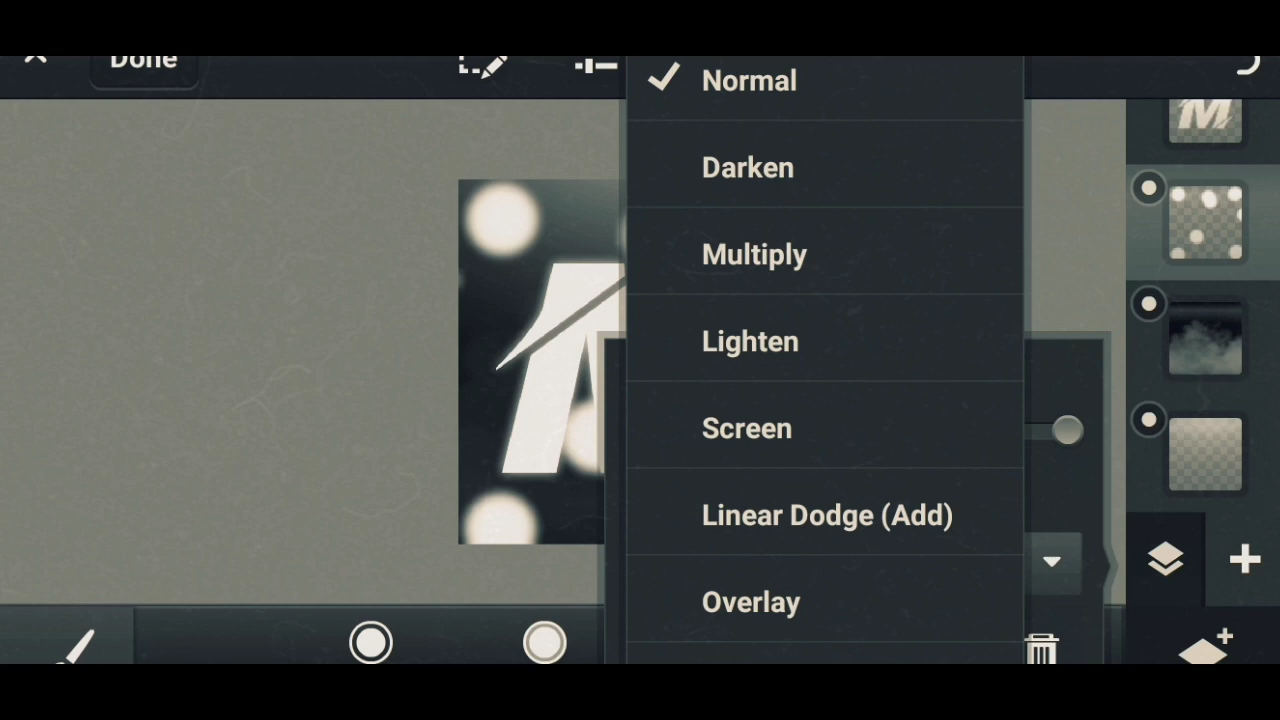 Done
Normal
Darken
Multiply
Lighten
Screen
Linear Dodge (Add)
Overlay
M